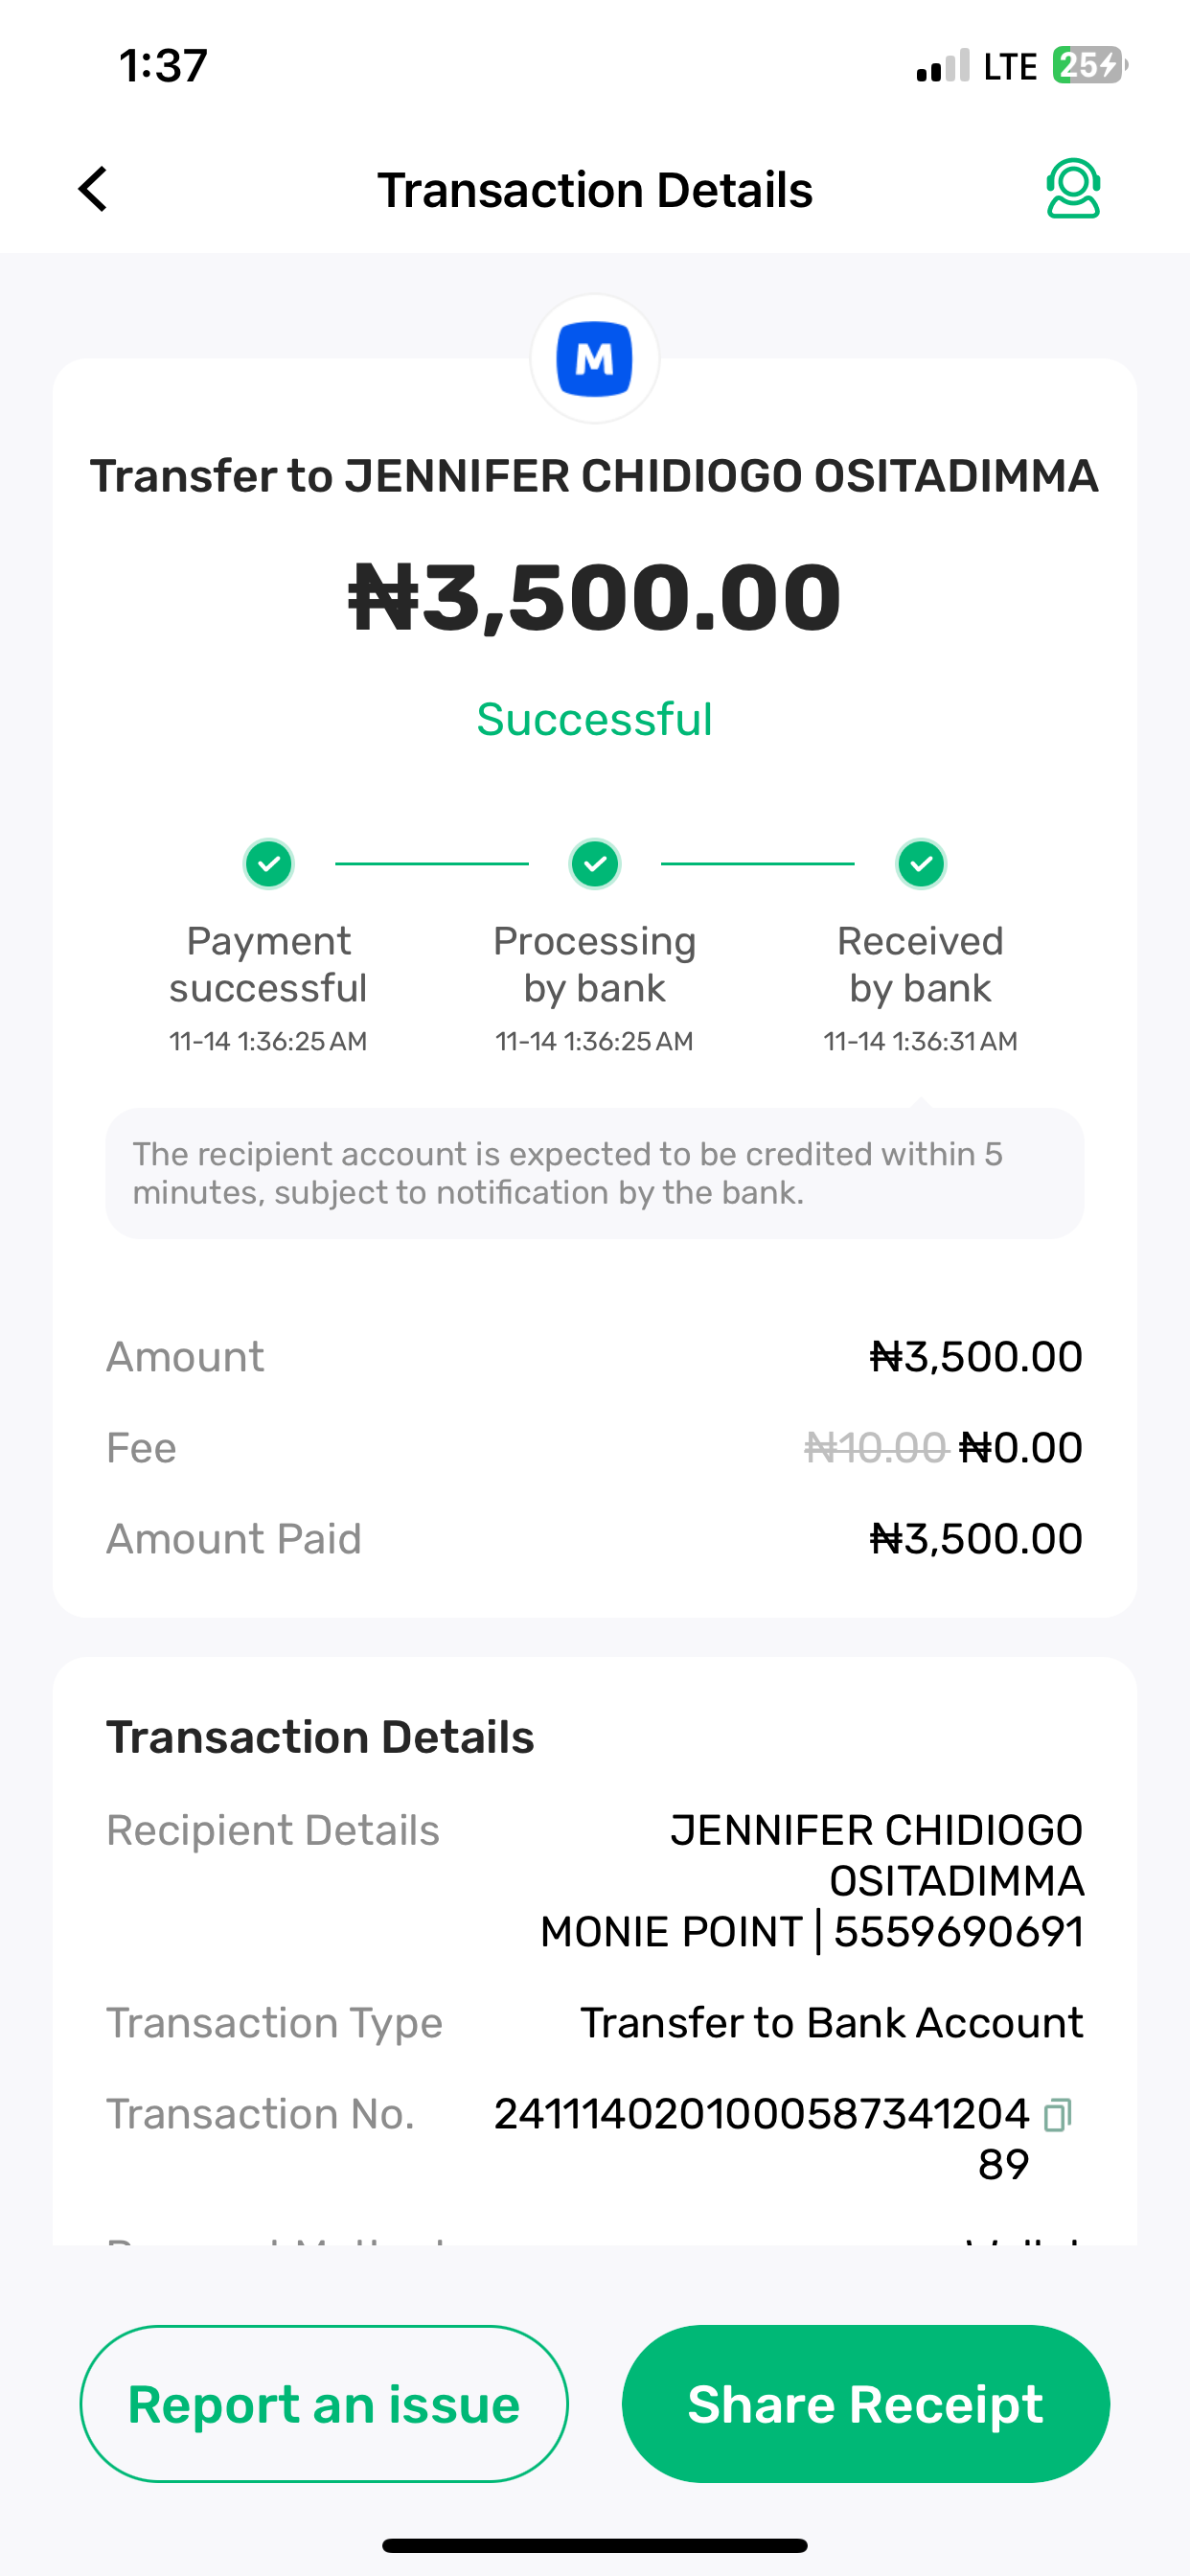 1:37
LTE 25
Transaction Details
M
Transfer to JENNIFER CHIDIOGO OSITADIMMA
₦3,500.00
Successful
Payment
successful
11-14 1:36:25 AM
Processing
by bank
11-14 1:36:25 AM
Received
by bank
11-14 1:36:31 AM
The recipient account is expected to be credited within 5
minutes, subject to notification by the bank.
Amount ₦3,500.00
Fee ₦10.00 ₦0.00
Amount Paid ₦3,500.00
Transaction Details
Recipient Details JENNIFER CHIDIOGO
OSITADIMMA
MONIE POINT | 5559690691
Transaction Type Transfer to Bank Account
Transaction No. 2411140201000587341204
89
Report an issue
Share Receipt